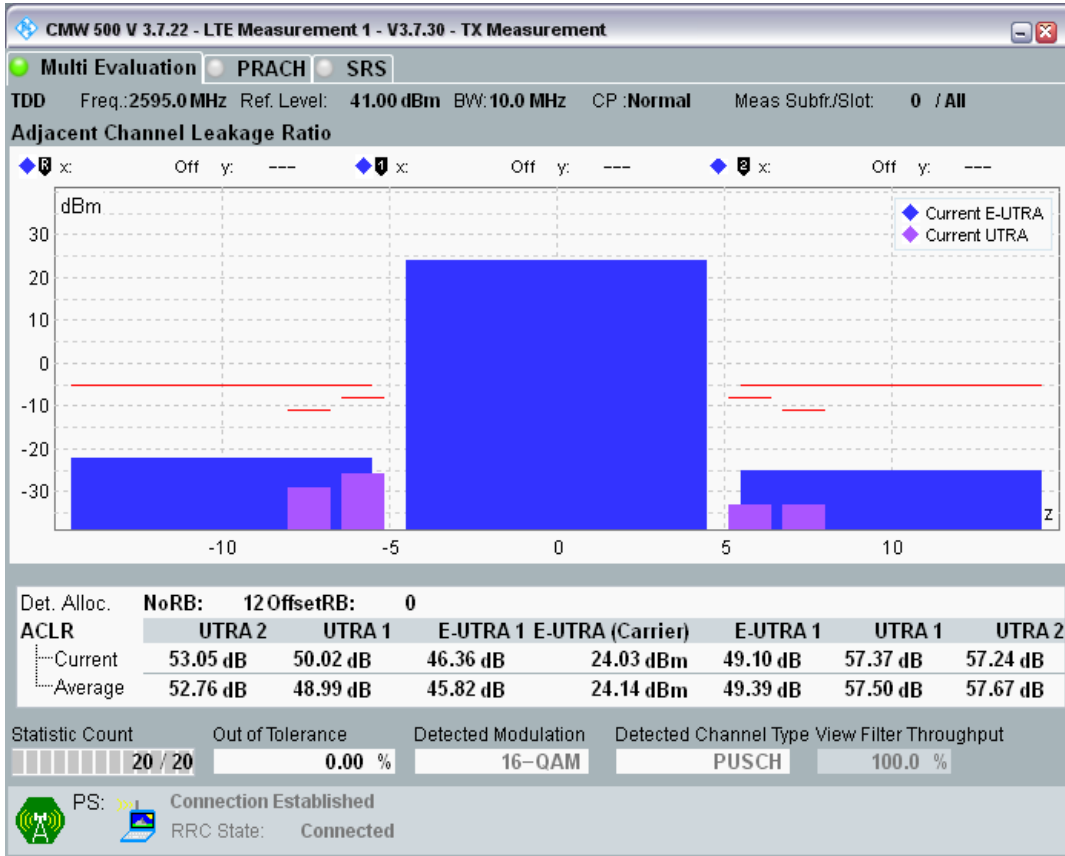 CMW 500 V 3.7.22 - LTE Measurement 1 - V3.7.30 - TX Measurement
Multi Evaluation PRACH SRS
TDD Freq.:2595.0 MHz Ref. Level: 41.00 dBm BW: 10.0 MHz CP :Normal Meas Subfr./Slot: 0 / All
Adjacent Channel Leakage Ratio
R x: Off y: --- 1 x: Off y: --- 2 x: Off y: ---
dBm
Current E-UTRA
Current UTRA
30
20
10
0
-10
-20
-30
z
-10 -5 0 5 10
Det. Alloc. NoRB: 12 OffsetRB: 0
ACLR UTRA 2 UTRA 1 E-UTRA 1 E-UTRA (Carrier) E-UTRA 1 UTRA 1 UTRA 2
Current 53.05 dB 50.02 dB 46.36 dB 24.03 dBm 49.10 dB 57.37 dB 57.24 dB
Average 52.76 dB 48.99 dB 45.82 dB 24.14 dBm 49.39 dB 57.50 dB 57.67 dB
Statistic Count Out of Tolerance Detected Modulation Detected Channel Type View Filter Throughput
20 / 20 0.00 % 16-QAM PUSCH 100.0 %
PS: Connection Established
RRC State: Connected